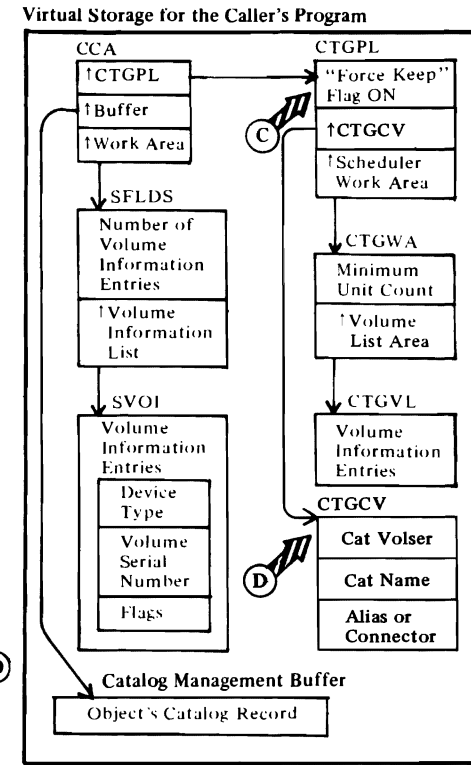 Virtual Storage for the Caller's Program
CCA
↑CTGPL
↑Buffer
↑Work Area
SFLDS
Number of
Volume
Information
Entries
↑Volume
Information
List
SVOI
Volume
Information
Entries
Device
Type
Volume
Serial
Number
Flags
CTGPL
"Force Keep"
Flag ON
C
↑CTGCV
↑Scheduler
Work Area
CTGWA
Minimum
Unit Count
↑Volume
List Area
CTGVL
Volume
Information
Entries
CTGCV
D
Cat Volser
Cat Name
Alias or
Connector
Catalog Management Buffer
Object's Catalog Record